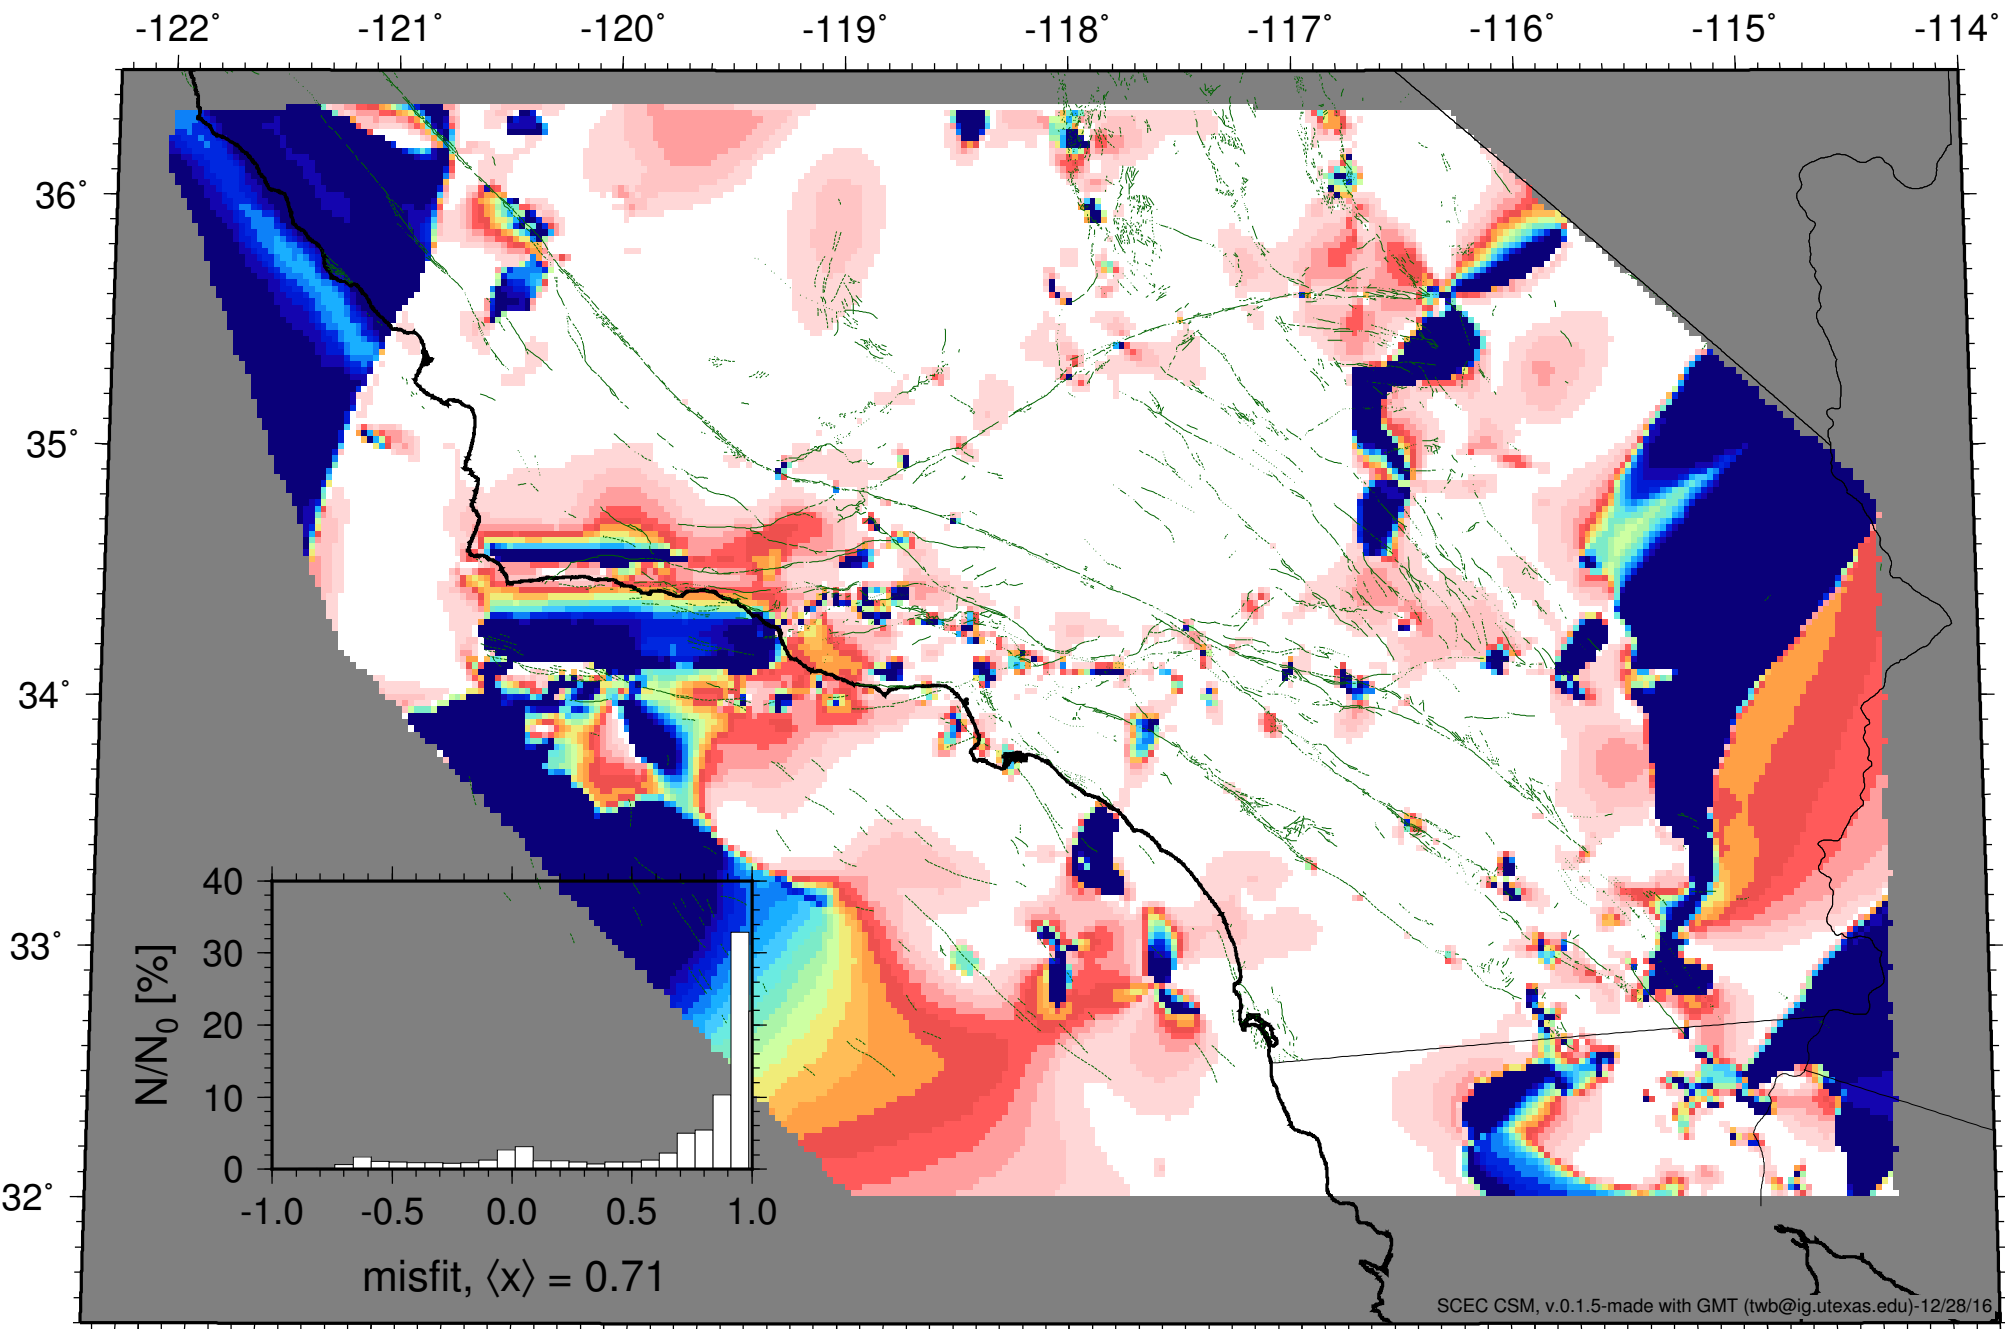 -122° -121° -120° -119° -118° -117° -116° -115° -114°
36°
35°
34°
33°
32°
40
30
20
10
0
N/N0 [%]
-1.0 -0.5 0.0 0.5 1.0
misfit, ⟨x⟩ = 0.71
SCEC CSM, v.0.1.5-made with GMT (twb@ig.utexas.edu)-12/28/16